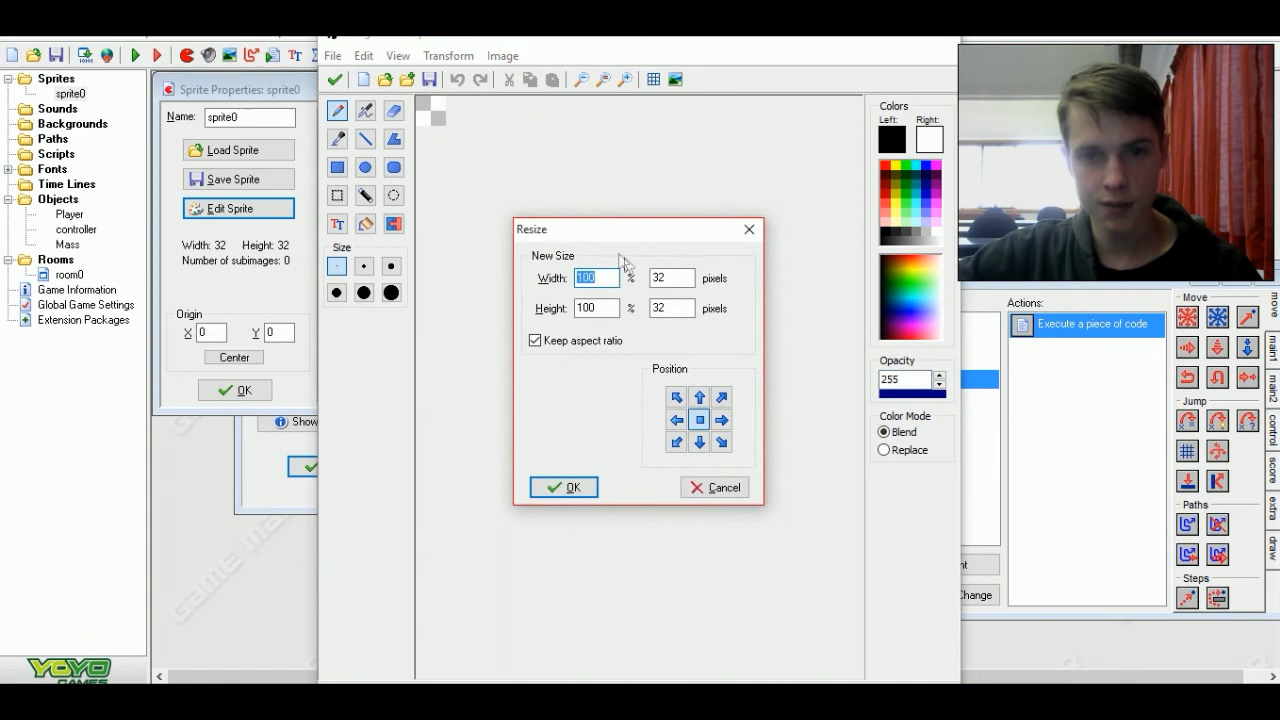 File Edit View Transform Image
Sprites
sprite0
Sounds
Backgrounds
Paths
Scripts
Fonts
Time Lines
Objects
Player
controller
Mass
Rooms
room0
Game Information
Global Game Settings
Extension Packages
YOYO
GAMES
Sprite Properties: sprite0
Name: sprite0
Load Sprite
Save Sprite
Edit Sprite
Width: 32 Height: 32
Number of subimages: 0
Origin
X 0 Y 0
Center
OK
Show
Size
Resize
New Size
Width: 100 % 32 pixels
Height: 100 % 32 pixels
Keep aspect ratio
Position
OK Cancel
Colors
Left: Right:
Opacity
255
Color Mode
Blend
Replace
Actions:
Execute a piece of code
Change
Move
Jump
Paths
Steps
move
main1
main2
control
score
extra
draw